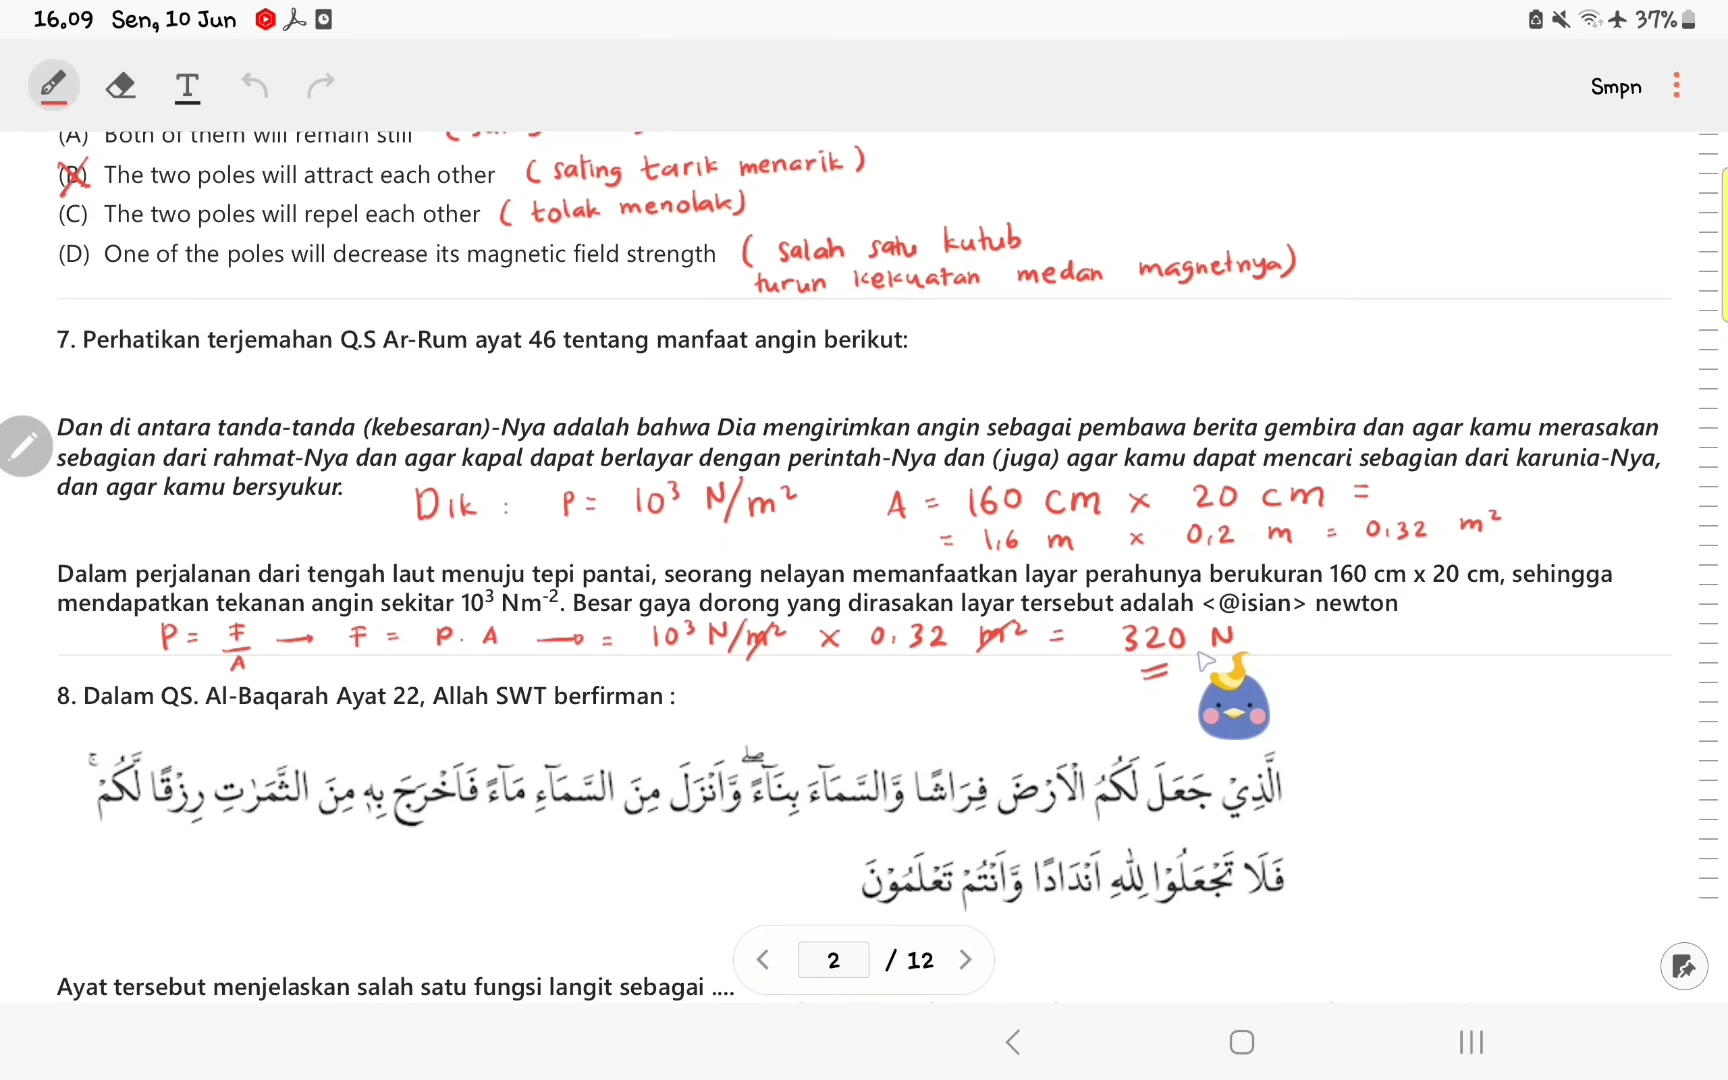 16.09 Sen, 10 Jun 37%
T Smpn
(A) Both of them will remain still
(B) The two poles will attract each other ( saling tarik menarik )
(C) The two poles will repel each other ( tolak menolak)
(D) One of the poles will decrease its magnetic field strength ( salah satu kutub
turun kekuatan medan magnetnya)
7. Perhatikan terjemahan Q.S Ar-Rum ayat 46 tentang manfaat angin berikut:
Dan di antara tanda-tanda (kebesaran)-Nya adalah bahwa Dia mengirimkan angin sebagai pembawa berita gembira dan agar kamu merasakan
sebagian dari rahmat-Nya dan agar kapal dapat berlayar dengan perintah-Nya dan (juga) agar kamu dapat mencari sebagian dari karunia-Nya,
dan agar kamu bersyukur.
Dik : P = 10³ N/m² A = 160 cm x 20 cm =
= 1,6 m x 0,2 m = 0,32 m²
Dalam perjalanan dari tengah laut menuju tepi pantai, seorang nelayan memanfaatkan layar perahunya berukuran 160 cm x 20 cm, sehingga
mendapatkan tekanan angin sekitar 10³ Nm⁻². Besar gaya dorong yang dirasakan layar tersebut adalah <@isian> newton
P = F/A → F = P. A → = 10³ N/m² x 0,32 m² = 320 N
8. Dalam QS. Al-Baqarah Ayat 22, Allah SWT berfirman :
الَّذِيْ جَعَلَ لَكُمُ الْاَرْضَ فِرَاشًا وَّالسَّمَاۤءَ بِنَاۤءًۖ وَّاَنْزَلَ مِنَ السَّمَاۤءِ مَاۤءً فَاَخْرَجَ بِهٖ مِنَ الثَّمَرٰتِ رِزْقًا لَّكُمْۚ
فَلَا تَجْعَلُوْا لِلّٰهِ اَنْدَادًا وَّاَنْتُمْ تَعْلَمُوْنَ
Ayat tersebut menjelaskan salah satu fungsi langit sebagai ....
2 / 12